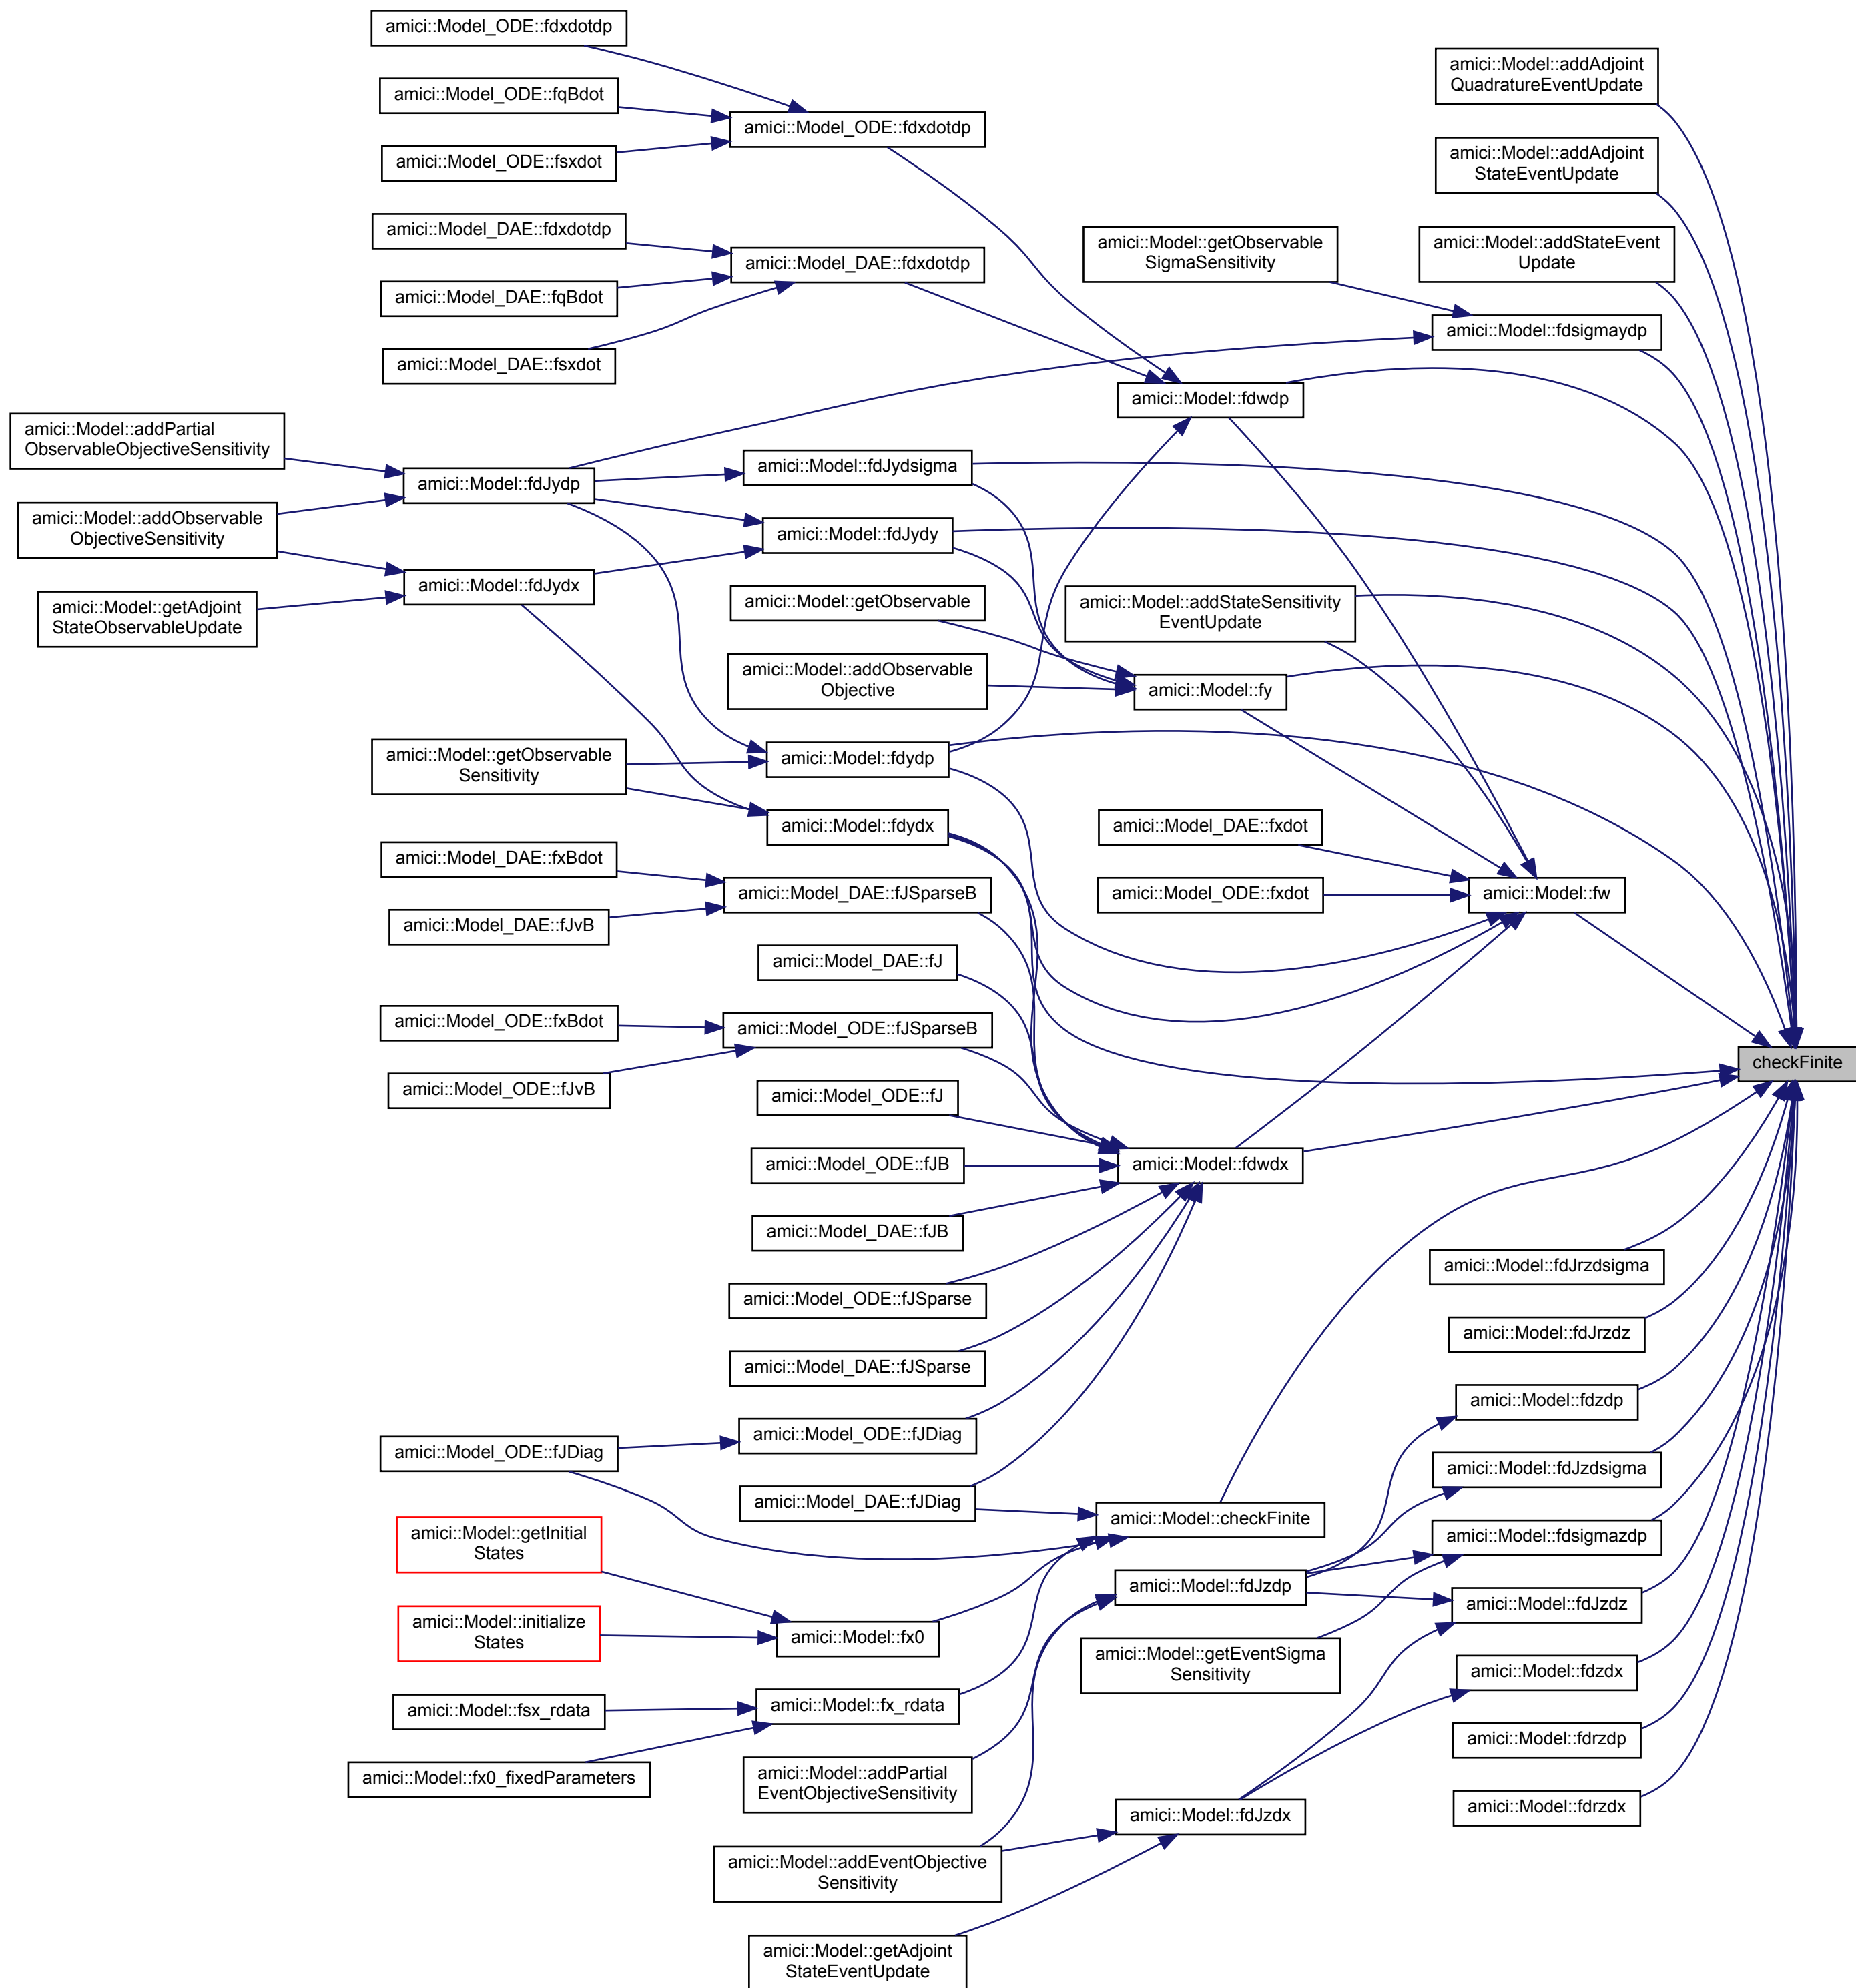 amici::Model_ODE::fdxdotdp
amici::Model_ODE::fqBdot
amici::Model_ODE::fsxdot
amici::Model_DAE::fdxdotdp
amici::Model_DAE::fqBdot
amici::Model_DAE::fsxdot
amici::Model::addPartial
ObservableObjectiveSensitivity
amici::Model::addObservable
ObjectiveSensitivity
amici::Model::getAdjoint
StateObservableUpdate
amici::Model::fdJydp
amici::Model::fdJydx
amici::Model::getObservable
Sensitivity
amici::Model_DAE::fxBdot
amici::Model_DAE::fJvB
amici::Model_ODE::fxBdot
amici::Model_ODE::fJvB
amici::Model_ODE::fJDiag
amici::Model::getInitial
States
amici::Model::initialize
States
amici::Model::fsx_rdata
amici::Model::fx0_fixedParameters
amici::Model_ODE::fdxdotdp
amici::Model_DAE::fdxdotdp
amici::Model::fdJydsigma
amici::Model::fdJydy
amici::Model::getObservable
amici::Model::addObservable
Objective
amici::Model::fdydp
amici::Model::fdydx
amici::Model_DAE::fJSparseB
amici::Model_DAE::fJ
amici::Model_ODE::fJSparseB
amici::Model_ODE::fJ
amici::Model_ODE::fJB
amici::Model_DAE::fJB
amici::Model_ODE::fJSparse
amici::Model_DAE::fJSparse
amici::Model_ODE::fJDiag
amici::Model_DAE::fJDiag
amici::Model::fx0
amici::Model::fx_rdata
amici::Model::addPartial
EventObjectiveSensitivity
amici::Model::addEventObjective
Sensitivity
amici::Model::getAdjoint
StateEventUpdate
amici::Model::getObservable
SigmaSensitivity
amici::Model::fdwdp
amici::Model::addStateSensitivity
EventUpdate
amici::Model::fy
amici::Model_DAE::fxdot
amici::Model_ODE::fxdot
amici::Model::fdwdx
amici::Model::checkFinite
amici::Model::fdJzdp
amici::Model::getEventSigma
Sensitivity
amici::Model::fdJzdx
amici::Model::addAdjoint
QuadratureEventUpdate
amici::Model::addAdjoint
StateEventUpdate
amici::Model::addStateEvent
Update
amici::Model::fdsigmaydp
amici::Model::fw
amici::Model::fdJrzdsigma
amici::Model::fdJrzdz
amici::Model::fdzdp
amici::Model::fdJzdsigma
amici::Model::fdsigmazdp
amici::Model::fdJzdz
amici::Model::fdzdx
amici::Model::fdrzdp
amici::Model::fdrzdx
checkFinite